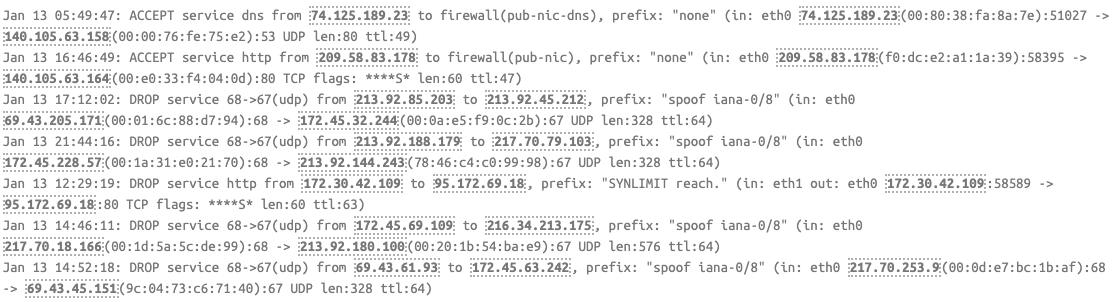 Jan 13 05:49:47: ACCEPT service dns from 74.125.189.23 to firewall(pub-nic-dns), prefix: "none" (in: eth0 74.125.189.23(00:80:38:fa:8a:7e):51027 ->
140.105.63.158(00:00:76:fe:75:e2):53 UDP len:80 ttl:49)
Jan 13 16:46:49: ACCEPT service http from 209.58.83.178 to firewall(pub-nic), prefix: "none" (in: eth0 209.58.83.178(f0:dc:e2:a1:1a:39):58395 ->
140.105.63.164(00:e0:33:f4:04:0d):80 TCP flags: ****S* len:60 ttl:47)
Jan 13 17:12:02: DROP service 68->67(udp) from 213.92.85.203 to 213.92.45.212, prefix: "spoof iana-0/8" (in: eth0
69.43.205.171(00:01:6c:88:d7:94):68 -> 172.45.32.244(00:0a:e5:f9:0c:2b):67 UDP len:328 ttl:64)
Jan 13 21:44:16: DROP service 68->67(udp) from 213.92.188.179 to 217.70.79.103, prefix: "spoof iana-0/8" (in: eth0
172.45.228.57(00:1a:31:e0:21:70):68 -> 213.92.144.243(78:46:c4:c0:99:98):67 UDP len:328 ttl:64)
Jan 13 12:29:19: DROP service http from 172.30.42.109 to 95.172.69.18, prefix: "SYNLIMIT reach." (in: eth1 out: eth0 172.30.42.109:58589 ->
95.172.69.18:80 TCP flags: ****S* len:60 ttl:63)
Jan 13 14:46:11: DROP service 68->67(udp) from 172.45.69.109 to 216.34.213.175, prefix: "spoof iana-0/8" (in: eth0
217.70.18.166(00:1d:5a:5c:de:99):68 -> 213.92.180.100(00:20:1b:54:ba:e9):67 UDP len:576 ttl:64)
Jan 13 14:52:18: DROP service 68->67(udp) from 69.43.61.93 to 172.45.63.242, prefix: "spoof iana-0/8" (in: eth0 217.70.253.9(00:0d:e7:bc:1b:af):68
-> 69.43.45.151(9c:04:73:c6:71:40):67 UDP len:328 ttl:64)